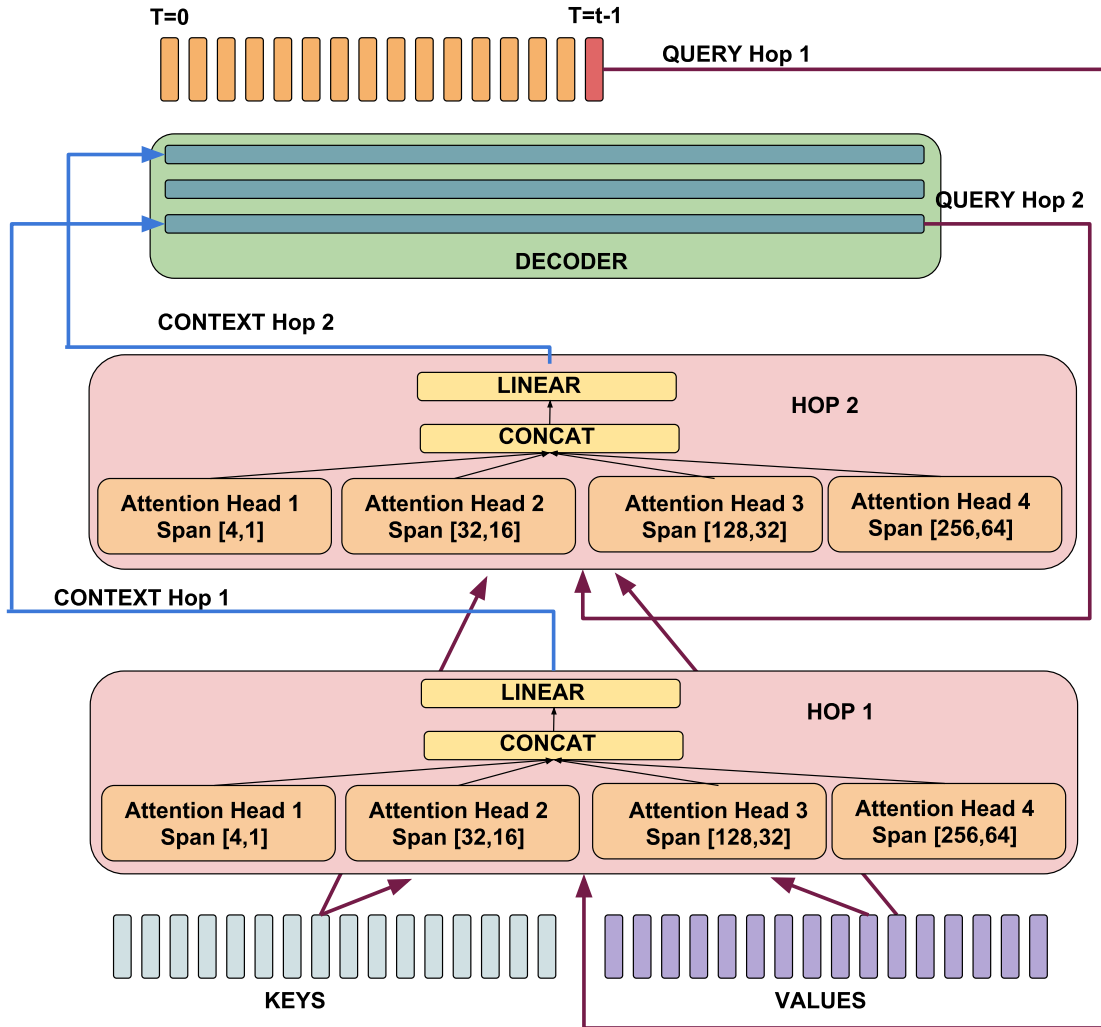 T=0
T=t-1
QUERY Hop 1
QUERY Hop 2
DECODER
CONTEXT Hop 2
LINEAR
HOP 2
CONCAT
Attention Head 1
Span [4,1]
Attention Head 2
Span [32,16]
Attention Head 3
Span [128,32]
Attention Head 4
Span [256,64]
CONTEXT Hop 1
LINEAR
HOP 1
CONCAT
Attention Head 1
Span [4,1]
Attention Head 2
Span [32,16]
Attention Head 3
Span [128,32]
Attention Head 4
Span [256,64]
KEYS
VALUES